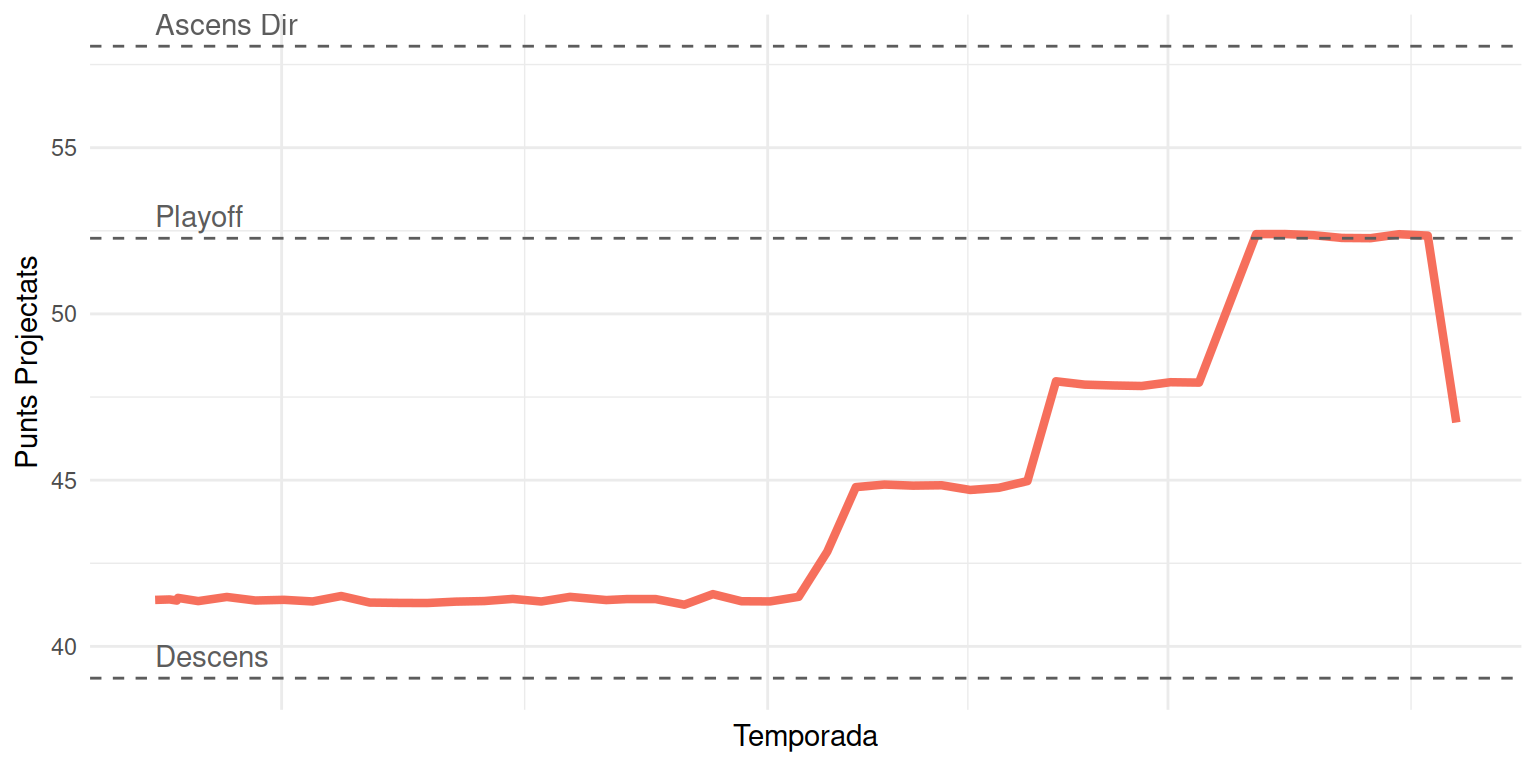 Ascens Dir
55
Playoff
50
45
40
Descens
Punts Projectats
Temporada